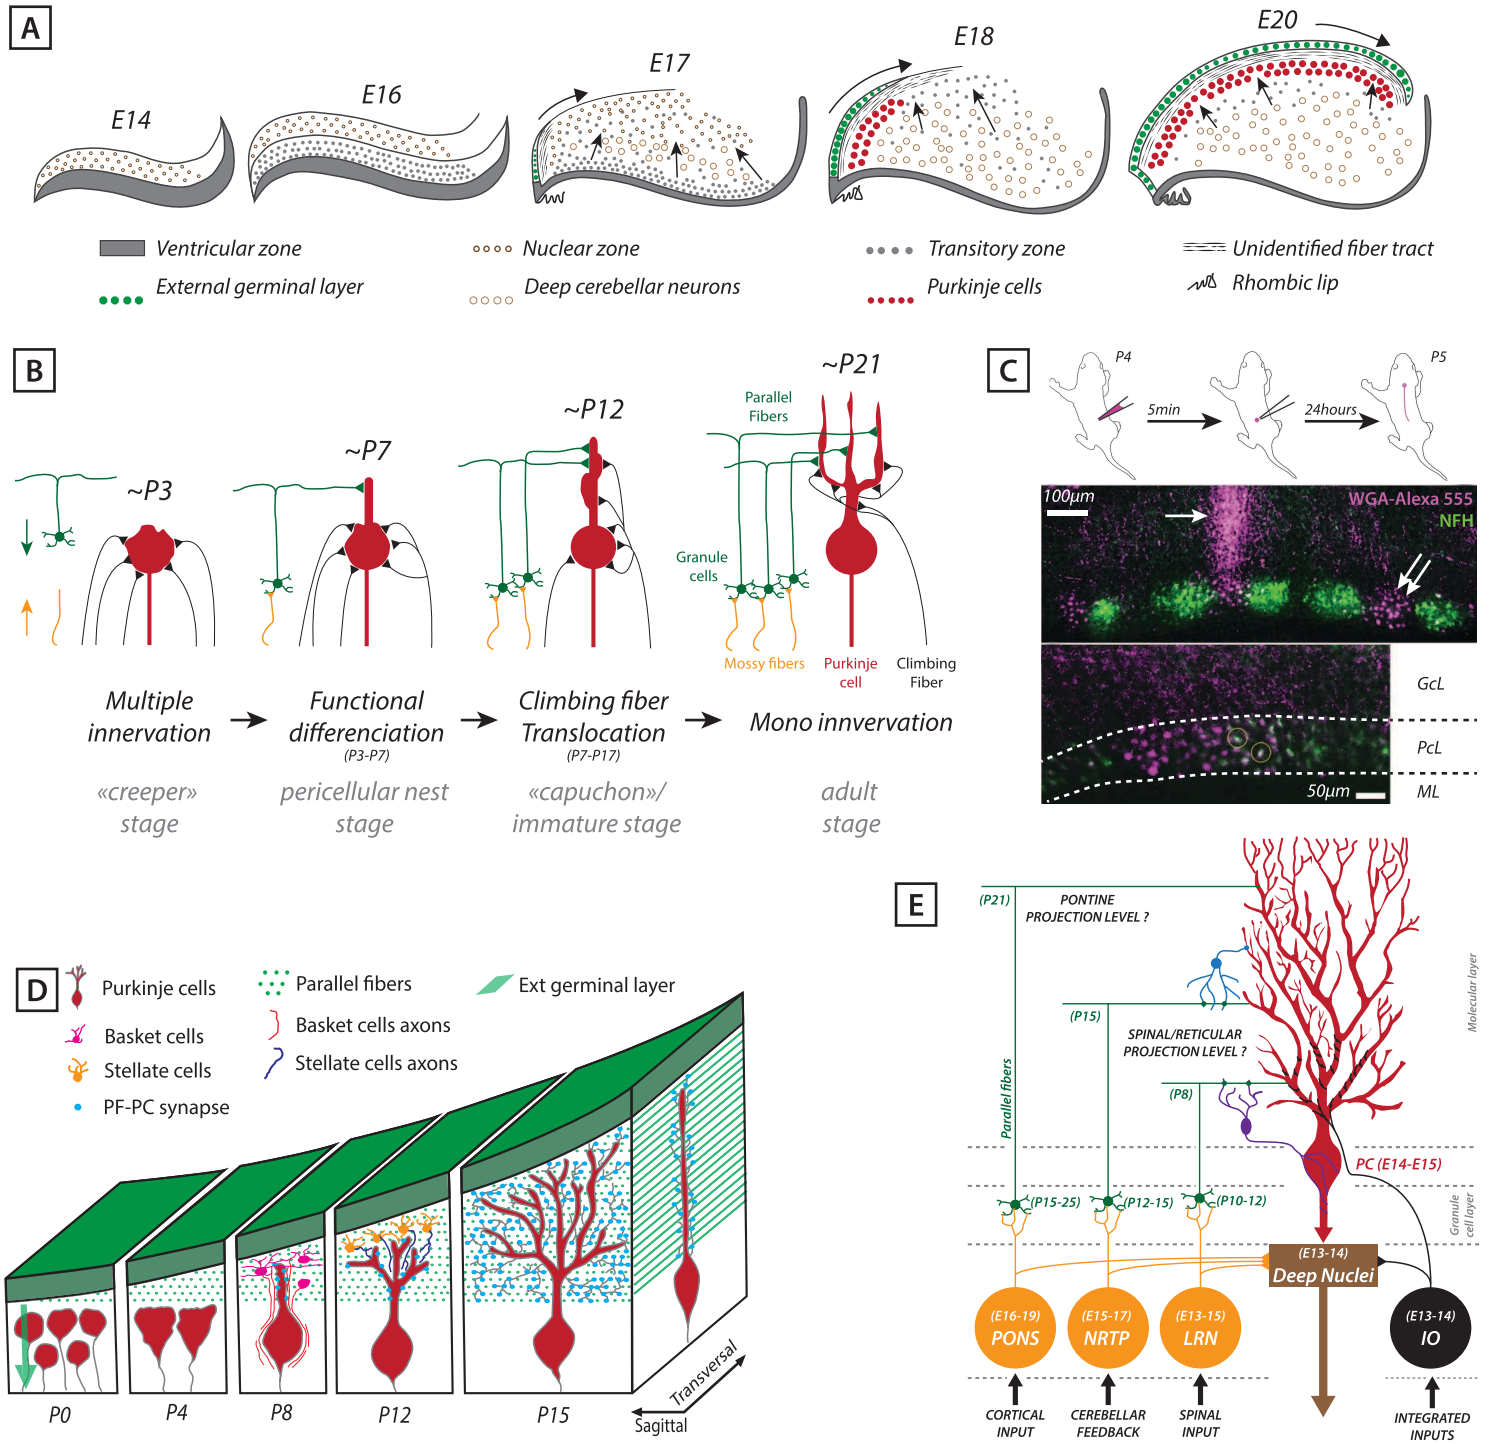 A
E14
E16
E17
E18
E20
Ventricular zone
Nuclear zone
Transitory zone
Unidentified fiber tract
External germinal layer
Deep cerebellar neurons
Purkinje cells
Rhombic lip
B
~P3
~P7
~P12
~P21
Parallel
Fibers
Granule
cells
Mossy fibers
Purkinje
cell
Climbing
Fiber
Multiple
innervation
Functional
differenciation
(P3-P7)
Climbing fiber
Translocation
(P7-P17)
Mono innvervation
«creeper»
stage
pericellular nest
stage
«capuchon»/
immature stage
adult
stage
C
P4
5min
24hours
P5
100µm
WGA-Alexa 555
NFH
GcL
PcL
ML
50µm
D
Purkinje cells
Basket cells
Stellate cells
PF-PC synapse
Parallel fibers
Basket cells axons
Stellate cells axons
Ext germinal layer
P0
P4
P8
P12
P15
Sagittal
Transversal
E
(P21)
PONTINE
PROJECTION LEVEL ?
(P15)
SPINAL/RETICULAR
PROJECTION LEVEL ?
(P8)
Parallel fibers
Molecular layer
PC (E14-E15)
(P15-25)
(P12-15)
(P10-12)
Granule
cell layer
(E13-14)
Deep Nuclei
(E16-19)
PONS
(E15-17)
NRTP
(E13-15)
LRN
(E13-14)
IO
CORTICAL
INPUT
CEREBELLAR
FEEDBACK
SPINAL
INPUT
INTEGRATED
INPUTS